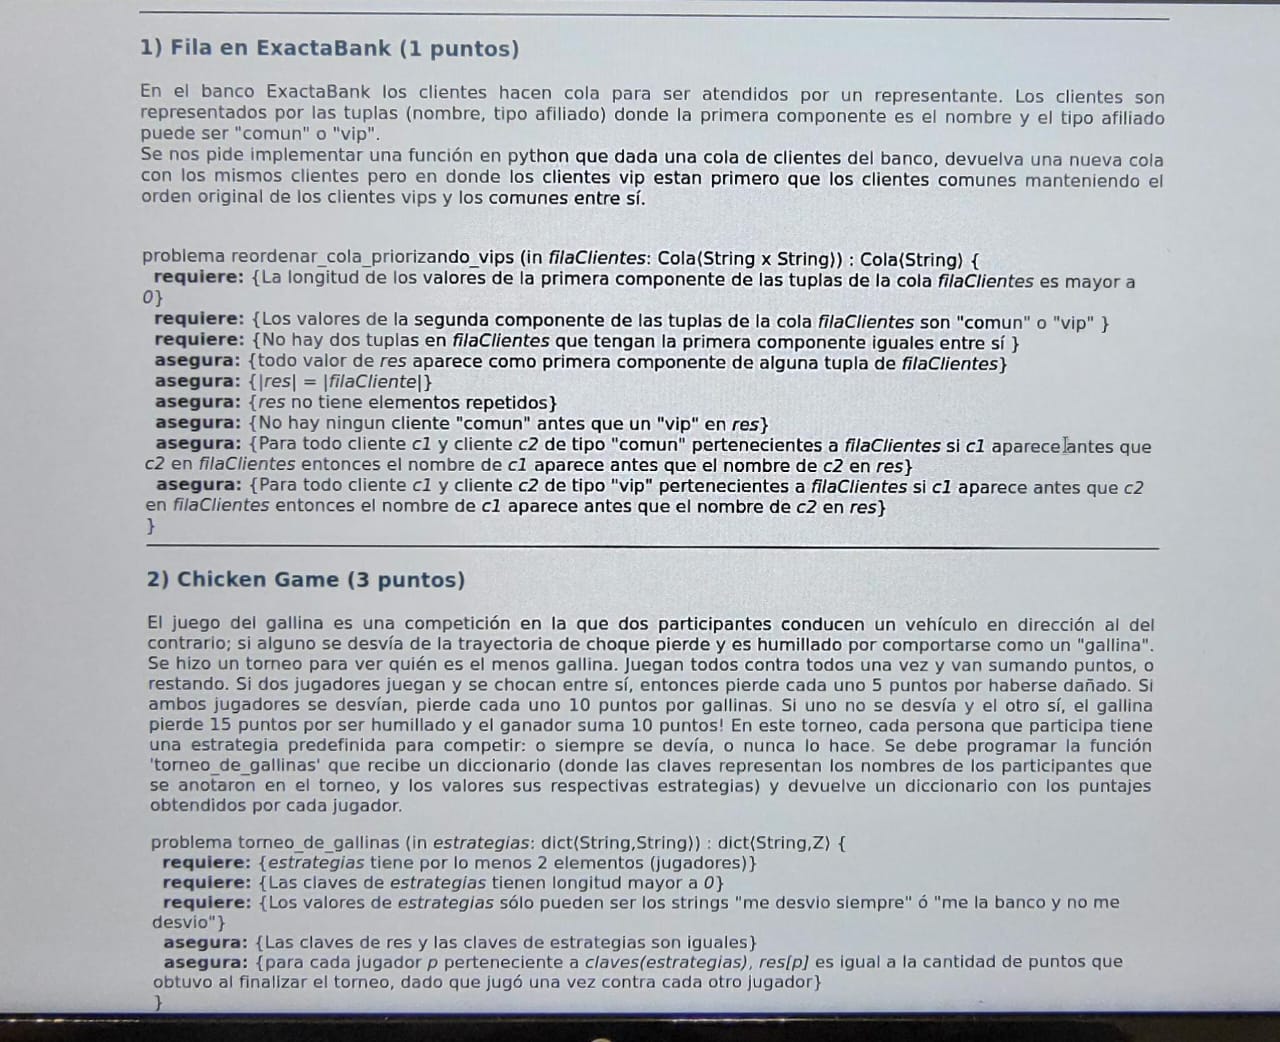 1) Fila en ExactaBank (1 puntos)
En el banco ExactaBank los clientes hacen cola para ser atendidos por un representante. Los clientes son
representados por las tuplas (nombre, tipo afiliado) donde la primera componente es el nombre y el tipo afiliado
puede ser "comun" o "vip".
Se nos pide implementar una función en python que dada una cola de clientes del banco, devuelva una nueva cola
con los mismos clientes pero en donde los clientes vip estan primero que los clientes comunes manteniendo el
orden original de los clientes vips y los comunes entre sí.
problema reordenar_cola_priorizando_vips (in filaClientes: Cola⟨String x String⟩) : Cola⟨String⟩ {
requiere: {La longitud de los valores de la primera componente de las tuplas de la cola filaClientes es mayor a
0}
requiere: {Los valores de la segunda componente de las tuplas de la cola filaClientes son "comun" o "vip" }
requiere: {No hay dos tuplas en filaClientes que tengan la primera componente iguales entre sí }
asegura: {todo valor de res aparece como primera componente de alguna tupla de filaClientes}
asegura: {|res| = |filaCliente|}
asegura: {res no tiene elementos repetidos}
asegura: {No hay ningun cliente "comun" antes que un "vip" en res}
asegura: {Para todo cliente c1 y cliente c2 de tipo "comun" pertenecientes a filaClientes si c1 aparece antes que
c2 en filaClientes entonces el nombre de c1 aparece antes que el nombre de c2 en res}
asegura: {Para todo cliente c1 y cliente c2 de tipo "vip" pertenecientes a filaClientes si c1 aparece antes que c2
en filaClientes entonces el nombre de c1 aparece antes que el nombre de c2 en res}
}
2) Chicken Game (3 puntos)
El juego del gallina es una competición en la que dos participantes conducen un vehículo en dirección al del
contrario; si alguno se desvía de la trayectoria de choque pierde y es humillado por comportarse como un "gallina".
Se hizo un torneo para ver quién es el menos gallina. Juegan todos contra todos una vez y van sumando puntos, o
restando. Si dos jugadores juegan y se chocan entre sí, entonces pierde cada uno 5 puntos por haberse dañado. Si
ambos jugadores se desvían, pierde cada uno 10 puntos por gallinas. Si uno no se desvía y el otro sí, el gallina
pierde 15 puntos por ser humillado y el ganador suma 10 puntos! En este torneo, cada persona que participa tiene
una estrategia predefinida para competir: o siempre se devía, o nunca lo hace. Se debe programar la función
'torneo_de_gallinas' que recibe un diccionario (donde las claves representan los nombres de los participantes que
se anotaron en el torneo, y los valores sus respectivas estrategias) y devuelve un diccionario con los puntajes
obtendidos por cada jugador.
problema torneo_de_gallinas (in estrategias: dict⟨String,String⟩) : dict⟨String,Z⟩ {
requiere: {estrategias tiene por lo menos 2 elementos (jugadores)}
requiere: {Las claves de estrategias tienen longitud mayor a 0}
requiere: {Los valores de estrategias sólo pueden ser los strings "me desvio siempre" ó "me la banco y no me
desvio"}
asegura: {Las claves de res y las claves de estrategias son iguales}
asegura: {para cada jugador p perteneciente a claves(estrategias), res[p] es igual a la cantidad de puntos que
obtuvo al finalizar el torneo, dado que jugó una vez contra cada otro jugador}
}